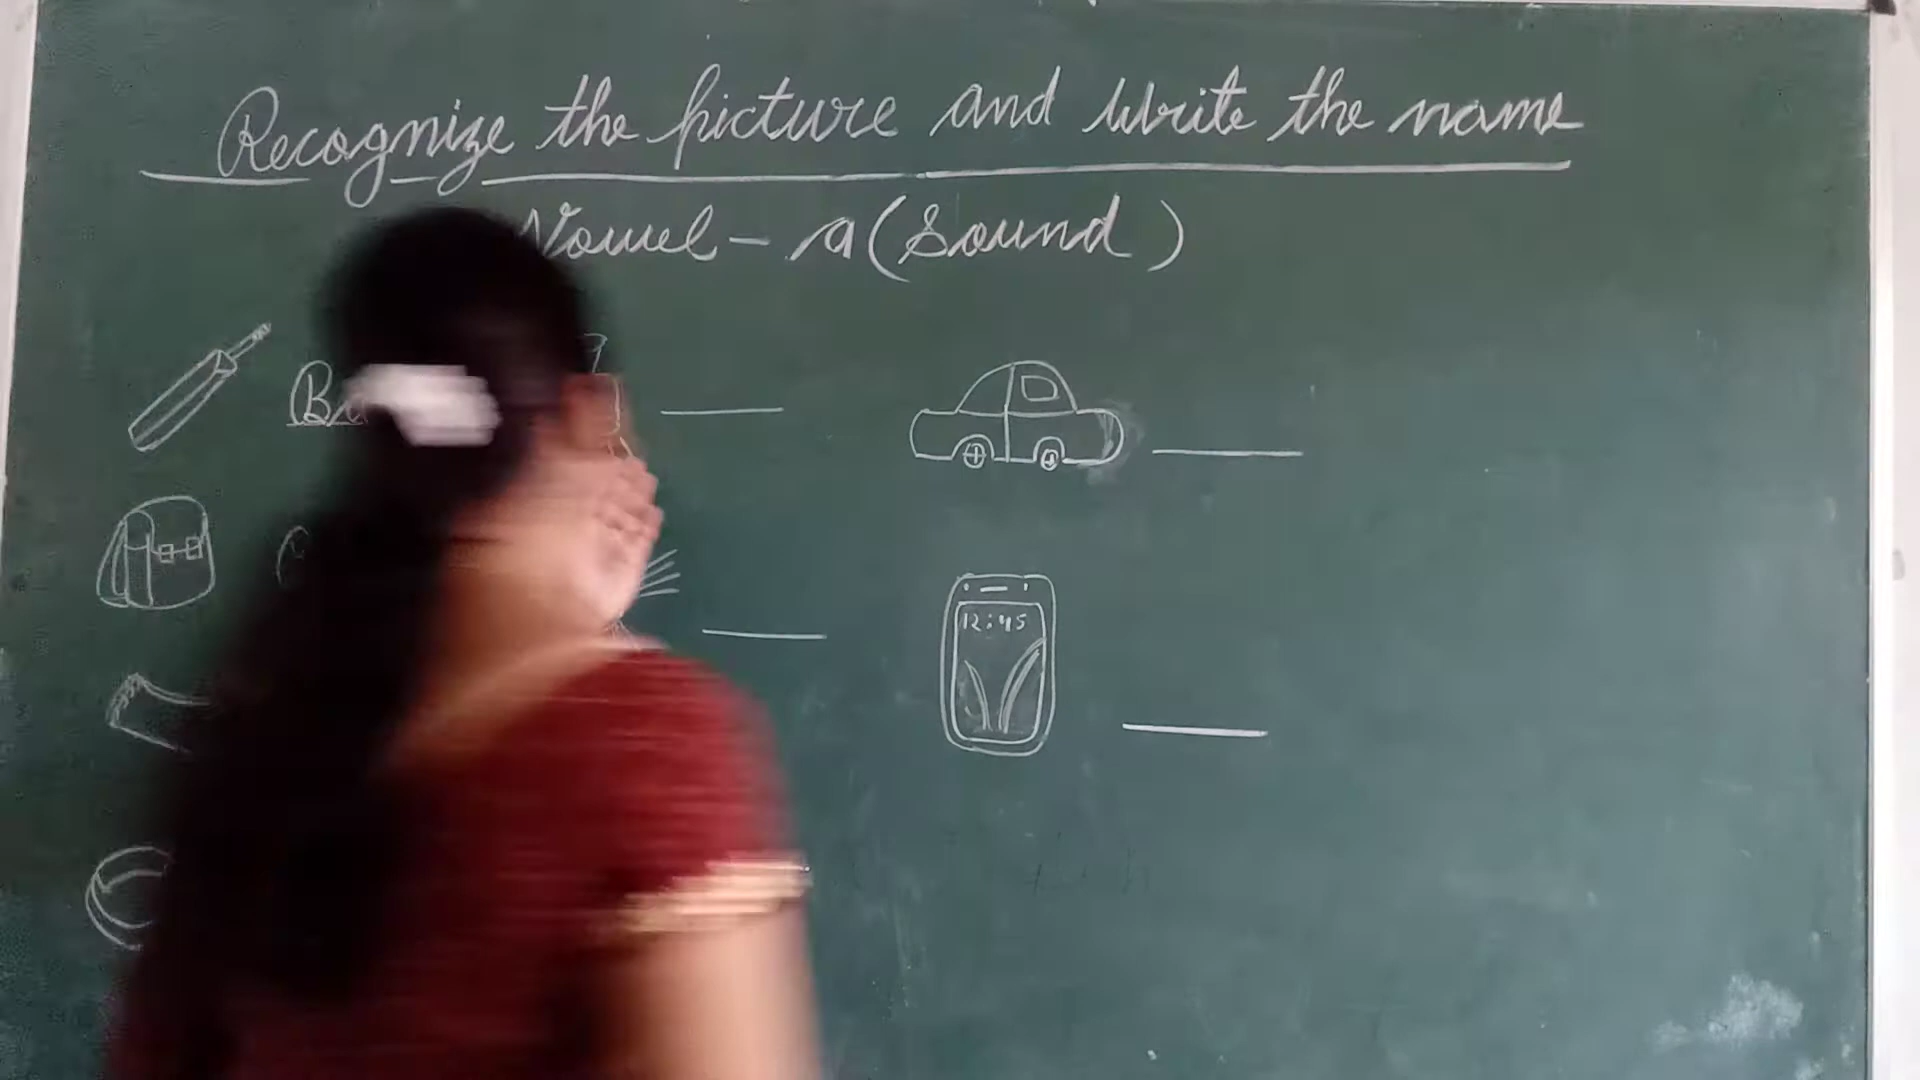 Recognize the picture and Write the name
Vowel - a (Sound)
12:45